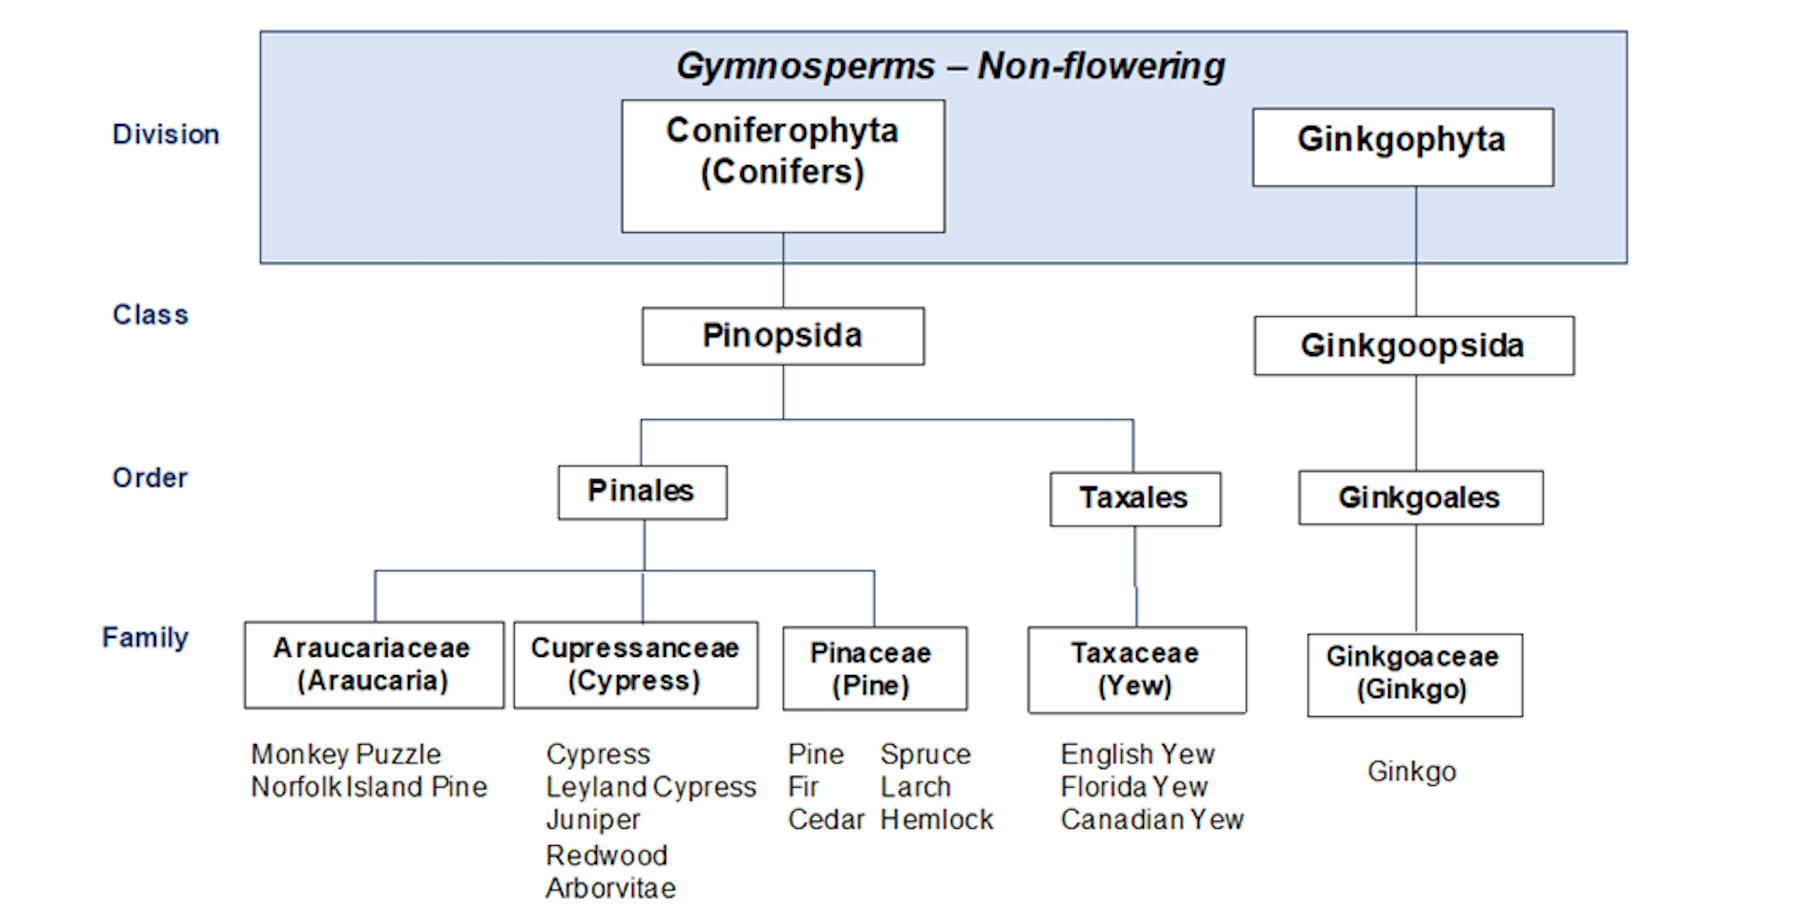 Gymnosperms – Non-flowering
Division
Coniferophyta
(Conifers)
Ginkgophyta
Class
Pinopsida
Ginkgoopsida
Order
Pinales
Taxales
Ginkgoales
Family
Araucariaceae
(Araucaria)
Cupressanceae
(Cypress)
Pinaceae
(Pine)
Taxaceae
(Yew)
Ginkgoaceae
(Ginkgo)
Monkey Puzzle
Norfolk Island Pine
Cypress
Leyland Cypress
Juniper
Redwood
Arborvitae
Pine Spruce
Fir Larch
Cedar Hemlock
English Yew
Florida Yew
Canadian Yew
Ginkgo